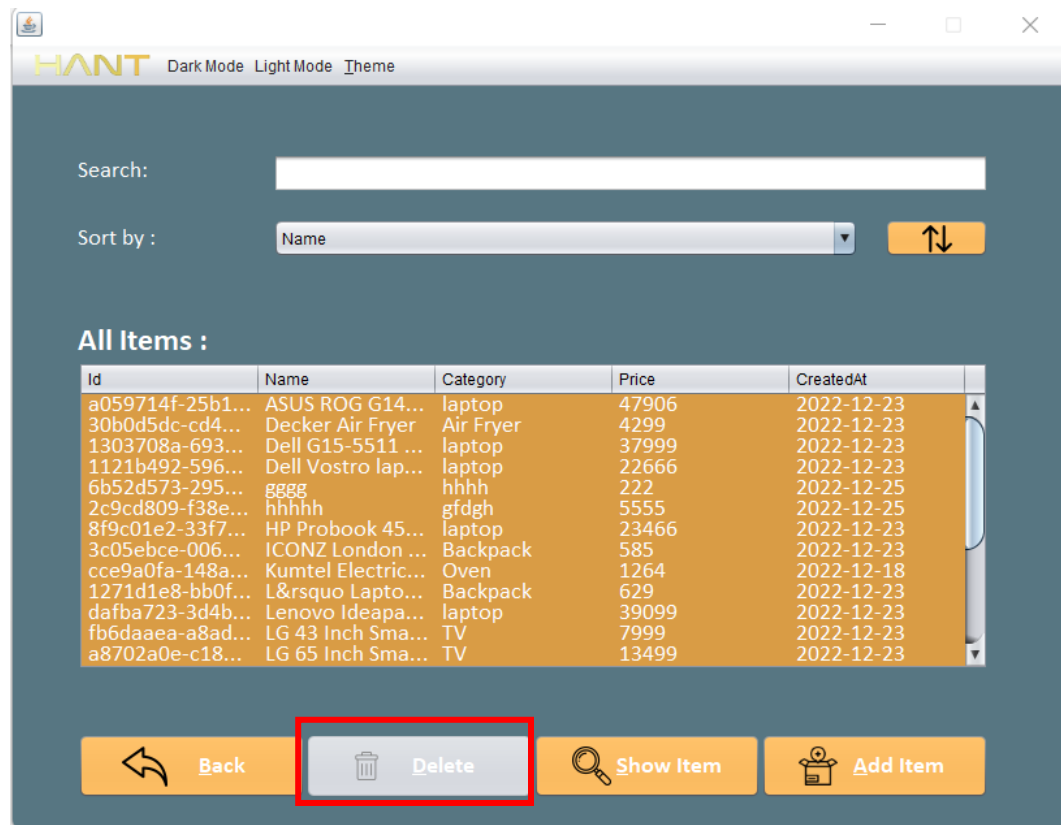 HANT Dark Mode Light Mode Theme
Search:
Sort by : Name
All Items :
Id Name Category Price CreatedAt
a059714f-25b1... ASUS ROG G14... laptop 47906 2022-12-23
30b0d5dc-cd4... Decker Air Fryer Air Fryer 4299 2022-12-23
1303708a-693... Dell G15-5511 ... laptop 37999 2022-12-23
1121b492-596... Dell Vostro lap... laptop 22666 2022-12-23
6b52d573-295... gggg hhhh 222 2022-12-25
2c9cd809-f38e... hhhhh gfdgh 5555 2022-12-25
8f9c01e2-33f7... HP Probook 45... laptop 23466 2022-12-23
3c05ebce-006... ICONZ London ... Backpack 585 2022-12-23
cce9a0fa-148a... Kumtel Electric... Oven 1264 2022-12-18
1271d1e8-bb0f... L&rsquo Lapto... Backpack 629 2022-12-23
dafba723-3d4b... Lenovo Ideapa... laptop 39099 2022-12-23
fb6daaea-a8ad... LG 43 Inch Sma... TV 7999 2022-12-23
a8702a0e-c18... LG 65 Inch Sma... TV 13499 2022-12-23
Back Delete Show Item Add Item